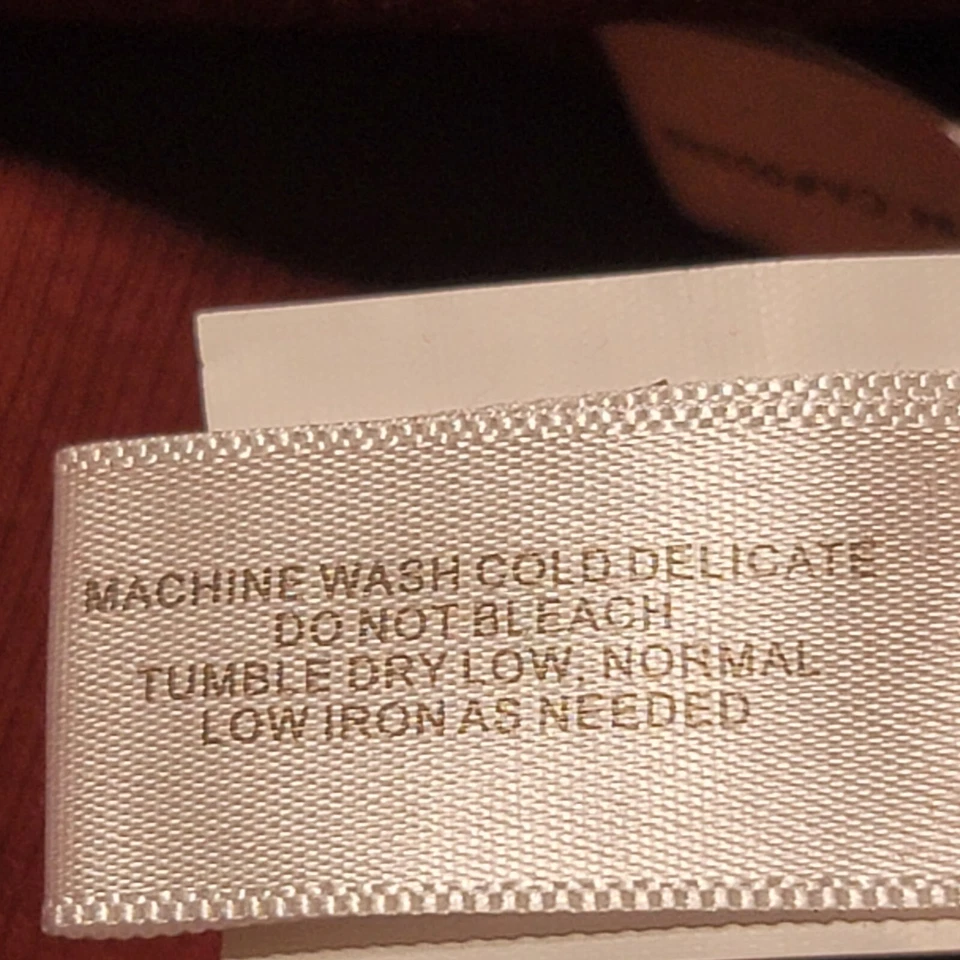 MACHINE WASH COLD DELICATE
DO NOT BLEACH
TUMBLE DRY LOW, NORMAL
LOW IRON AS NEEDED